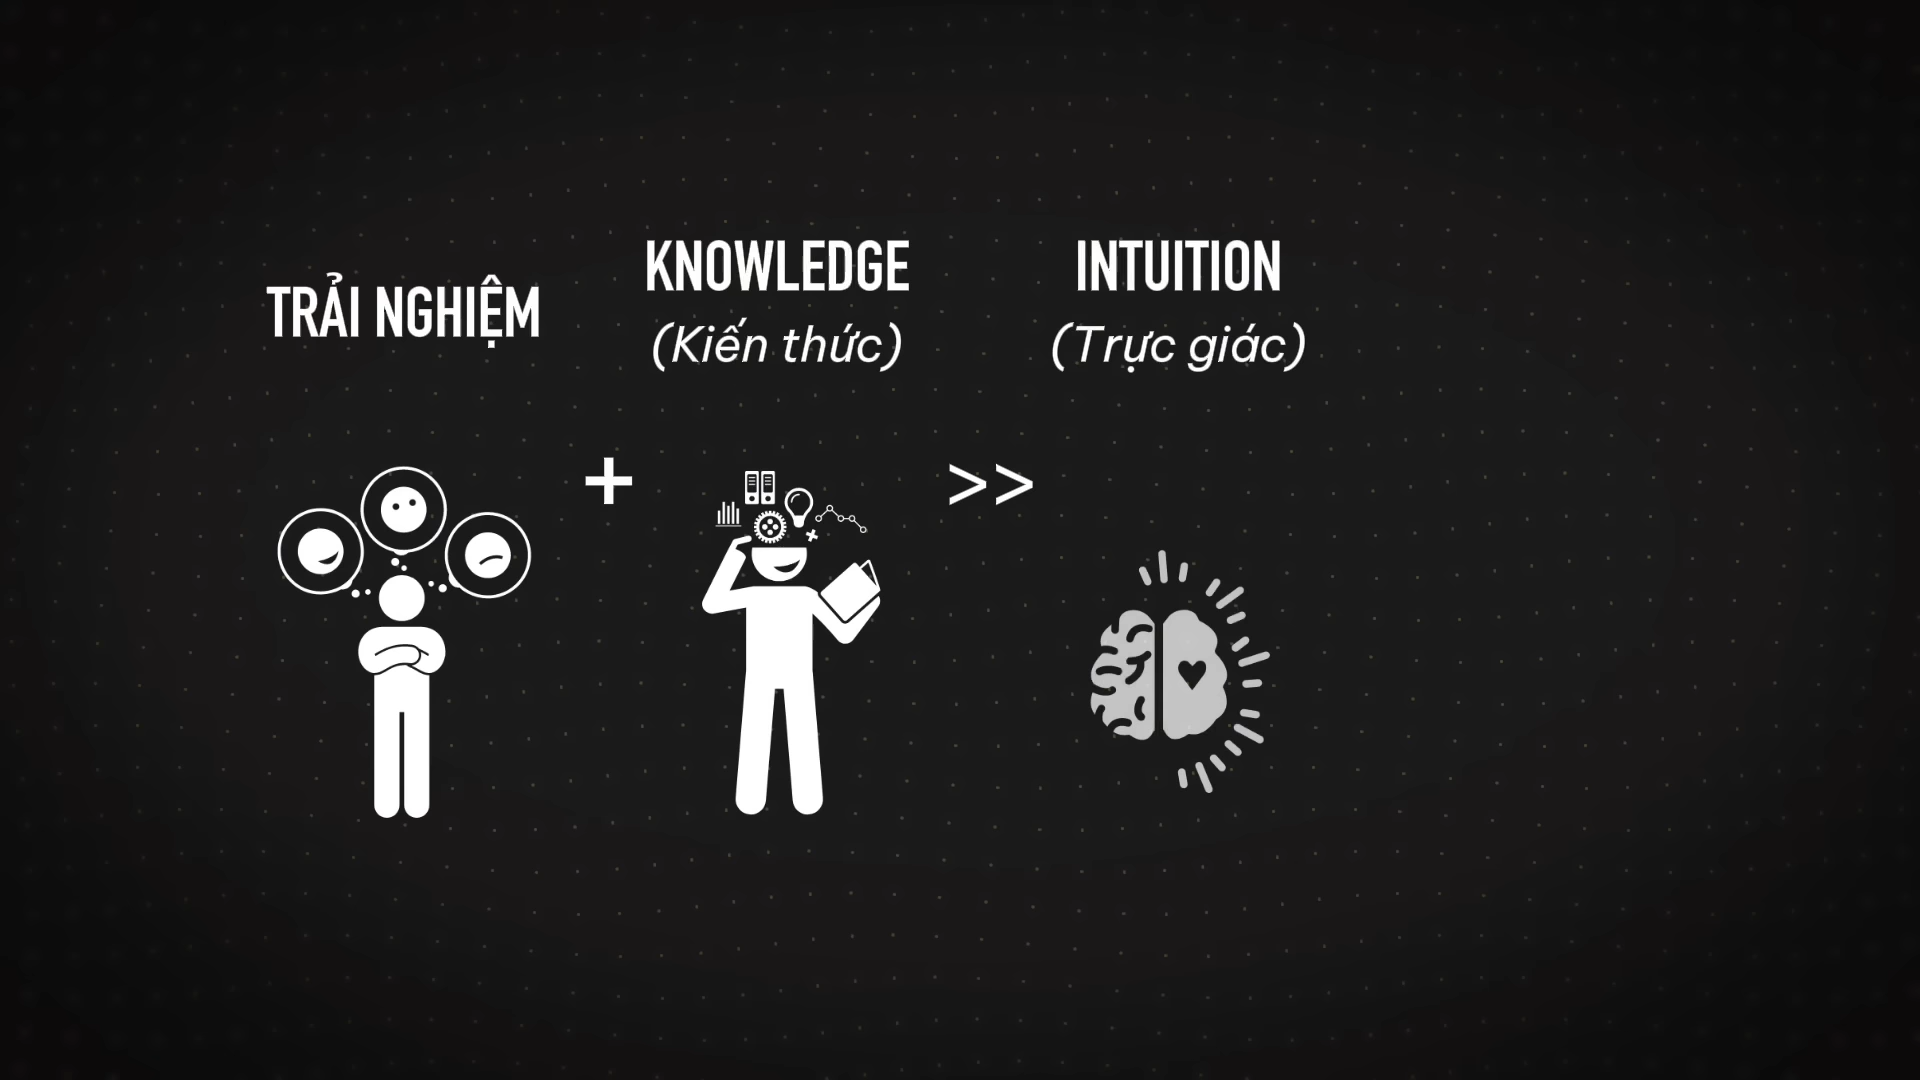 TRẢI NGHIỆM
+
KNOWLEDGE
(Kiến thức)
>>
INTUITION
(Trực giác)